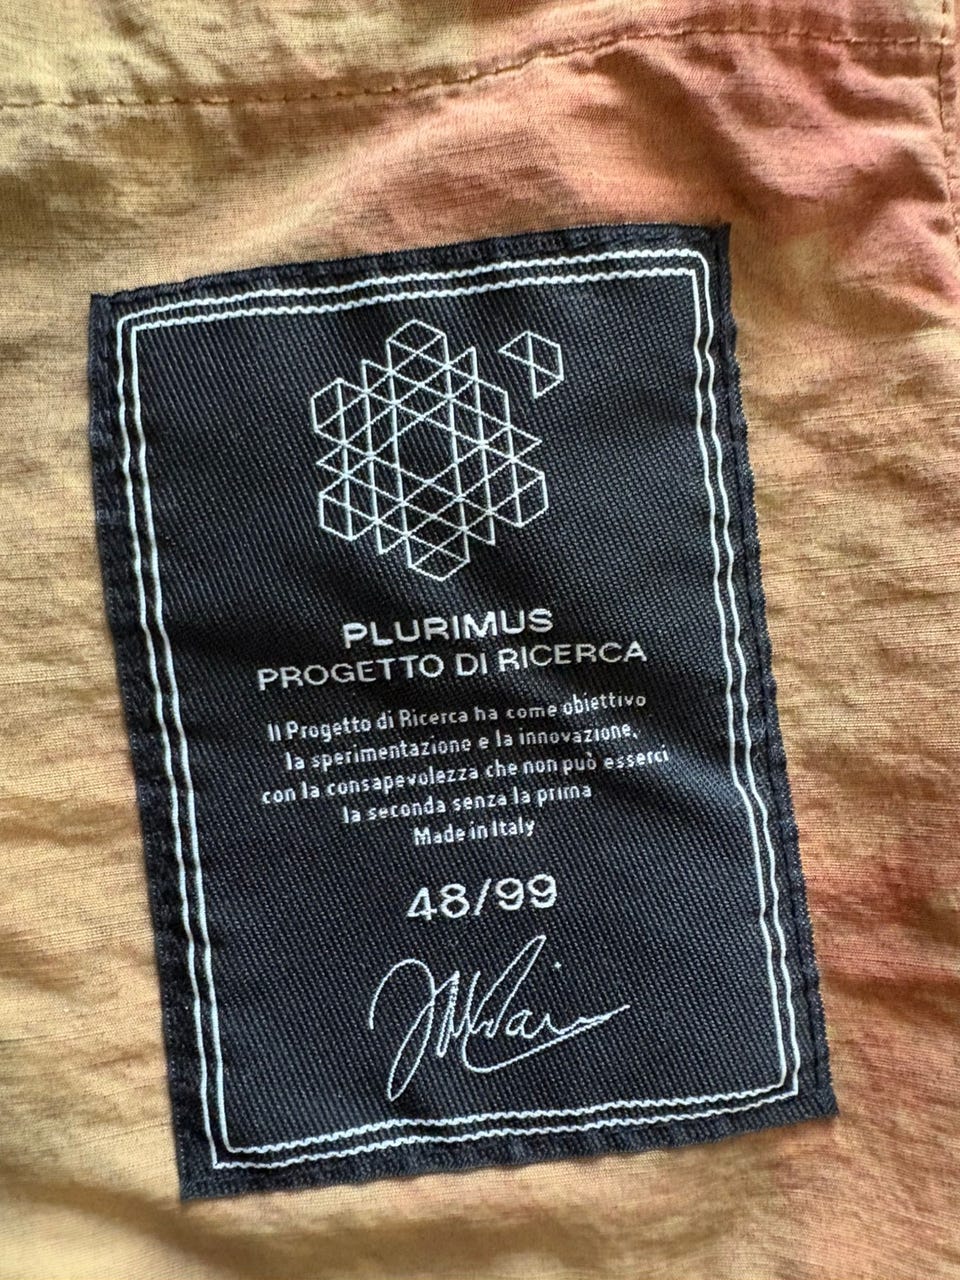 PLURIMUS
PROGETTO DI RICERCA
Il Progetto di Ricerca ha come obiettivo
la sperimentazione e la innovazione,
con la consapevolezza che non può esserci
la seconda senza la prima
Made in Italy
48/99